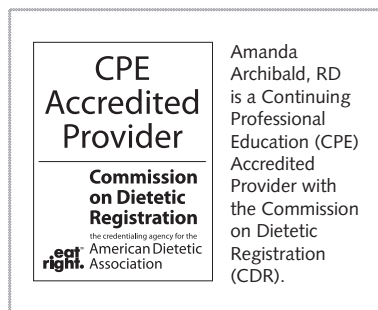 CPE
Accredited
Provider
Commission
on Dietetic
Registration
the credentialing agency for the
eat right.™ American Dietetic
Association
Amanda
Archibald, RD
is a Continuing
Professional
Education (CPE)
Accredited
Provider with
the Commission
on Dietetic
Registration
(CDR).